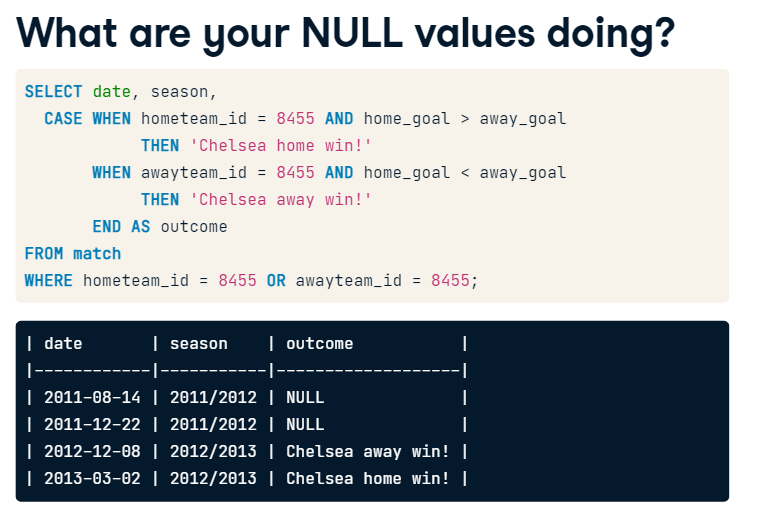 What are your NULL values doing?
SELECT date, season,
  CASE WHEN hometeam_id = 8455 AND home_goal > away_goal
            THEN 'Chelsea home win!'
       WHEN awayteam_id = 8455 AND home_goal < away_goal
            THEN 'Chelsea away win!'
       END AS outcome
FROM match
WHERE hometeam_id = 8455 OR awayteam_id = 8455;
| date       | season    | outcome           |
|------------|-----------|-------------------|
| 2011-08-14 | 2011/2012 | NULL              |
| 2011-12-22 | 2011/2012 | NULL              |
| 2012-12-08 | 2012/2013 | Chelsea away win! |
| 2013-03-02 | 2012/2013 | Chelsea home win! |